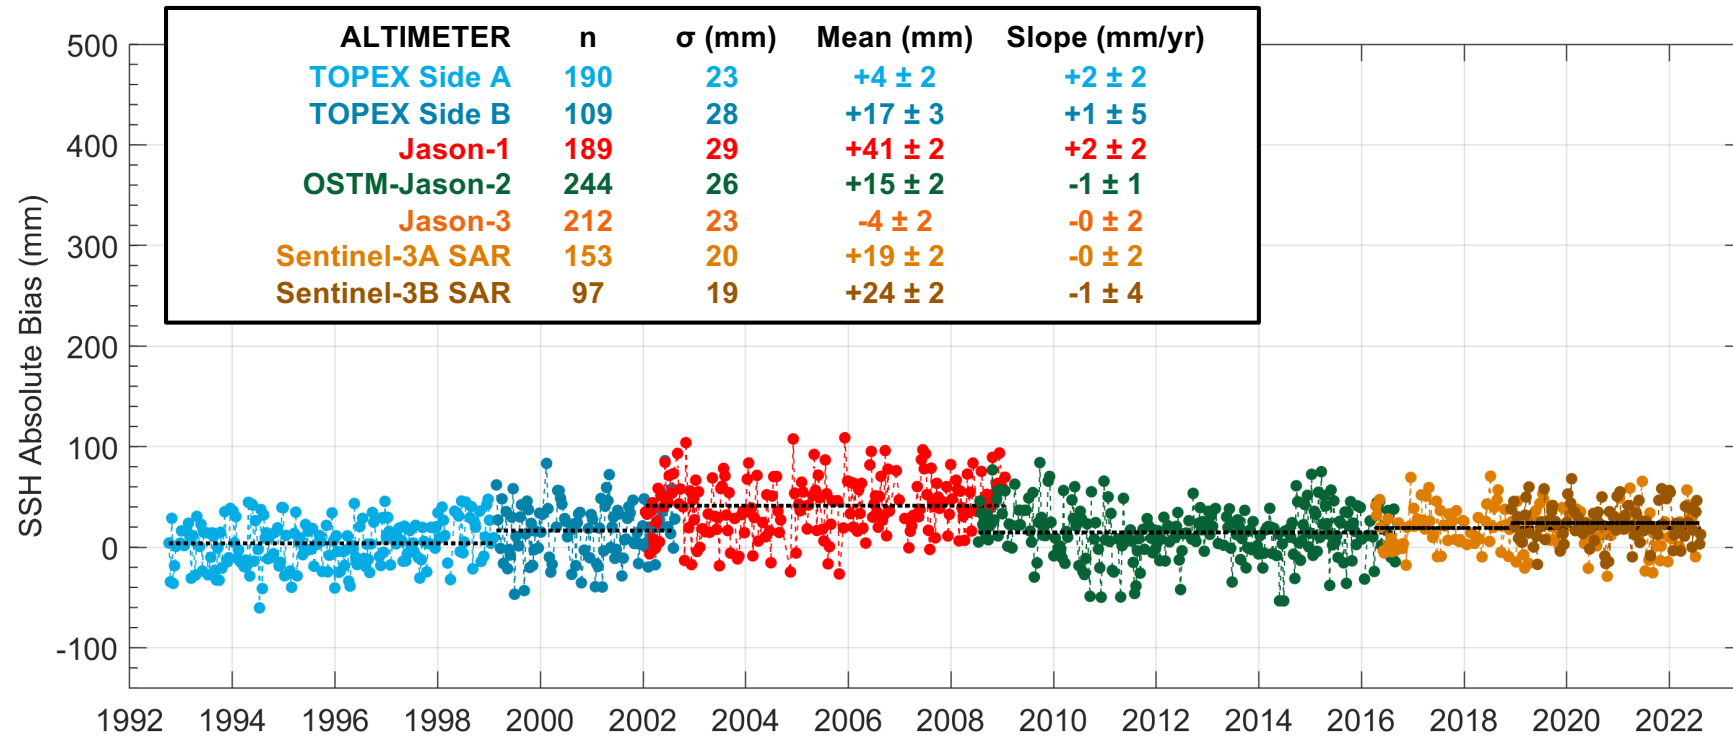 ALTIMETER n σ (mm) Mean (mm) Slope (mm/yr)
TOPEX Side A 190 23 +4 ± 2 +2 ± 2
TOPEX Side B 109 28 +17 ± 3 +1 ± 5
Jason-1 189 29 +41 ± 2 +2 ± 2
OSTM-Jason-2 244 26 +15 ± 2 -1 ± 1
Jason-3 212 23 -4 ± 2 -0 ± 2
Sentinel-3A SAR 153 20 +19 ± 2 -0 ± 2
Sentinel-3B SAR 97 19 +24 ± 2 -1 ± 4
SSH Absolute Bias (mm)
500
400
300
200
100
0
-100
1992 1994 1996 1998 2000 2002 2004 2006 2008 2010 2012 2014 2016 2018 2020 2022